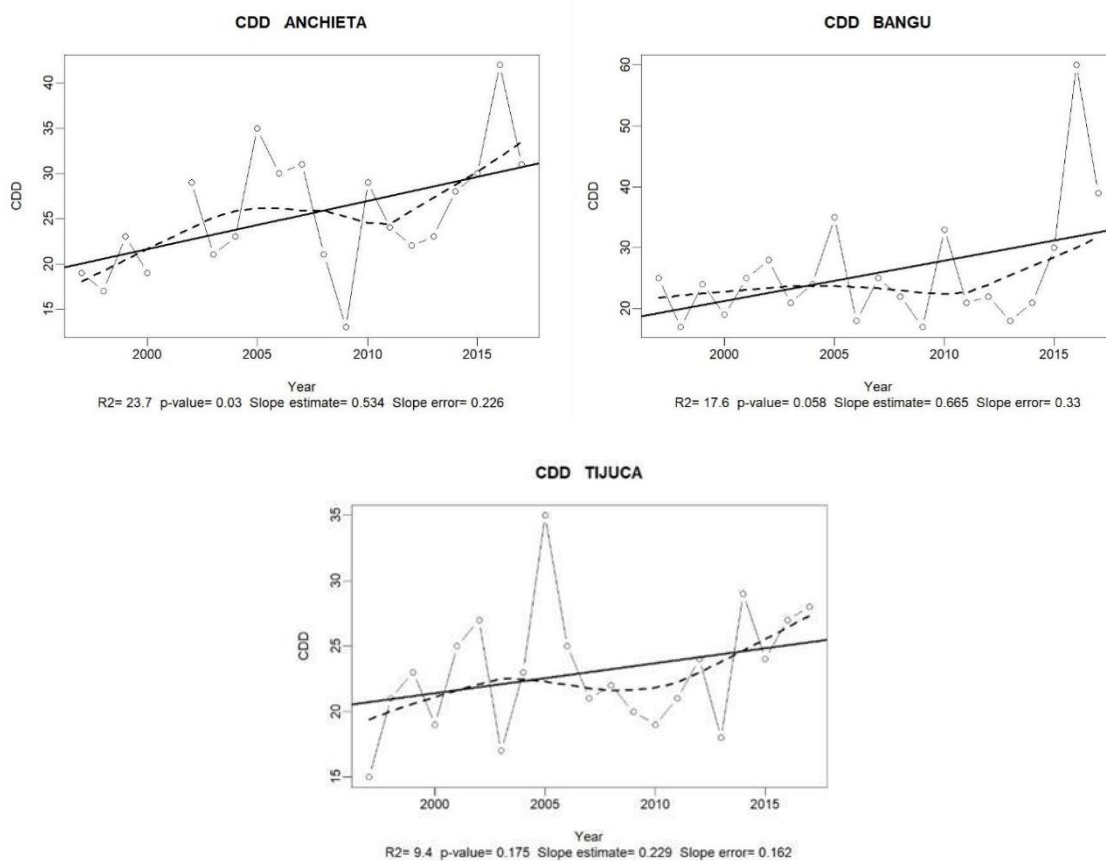 CDD ANCHIETA
CDD
40
35
30
25
20
15
2000 2005 2010 2015
Year
R2= 23.7 p-value= 0.03 Slope estimate= 0.534 Slope error= 0.226
CDD BANGU
CDD
60
50
40
30
20
2000 2005 2010 2015
Year
R2= 17.6 p-value= 0.058 Slope estimate= 0.665 Slope error= 0.33
CDD TIJUCA
CDD
35
30
25
20
15
2000 2005 2010 2015
Year
R2= 9.4 p-value= 0.175 Slope estimate= 0.229 Slope error= 0.162